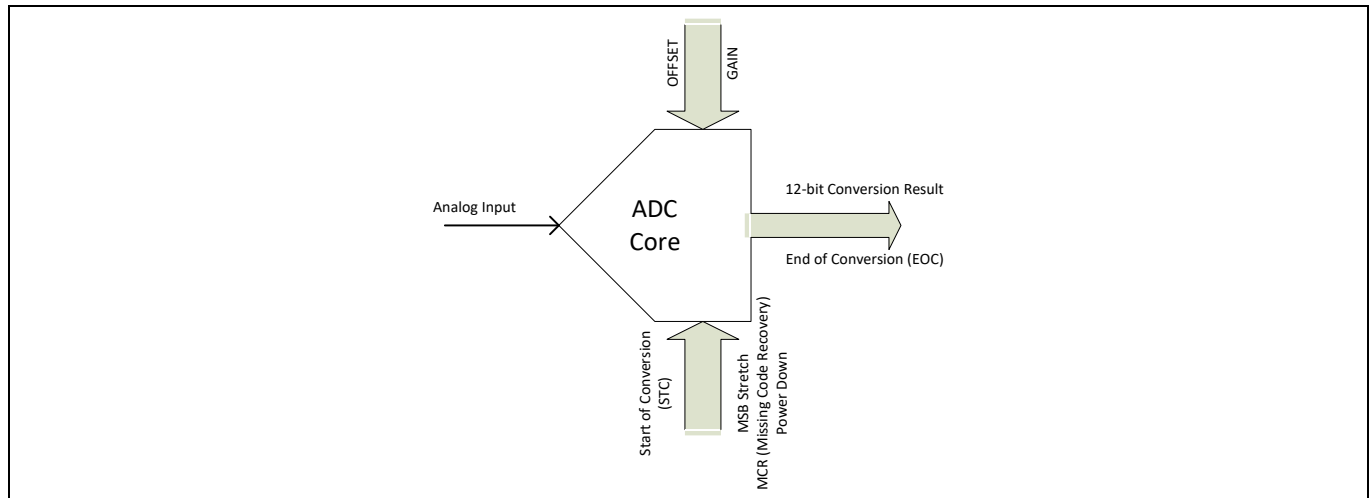 OFFSET
GAIN
Analog Input
ADC
Core
12-bit Conversion Result
End of Conversion (EOC)
Start of Conversion
(STC)
MSB Stretch
MCR (Missing Code Recovery)
Power Down